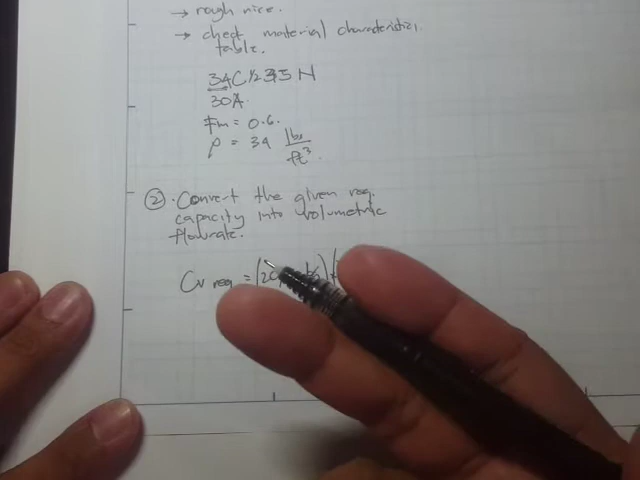 → rough rice.
→ check material characteristics
table.
34C½35N
30A
Fm = 0.6
ρ = 34 lbs/ft³.
② Convert the given req.
capacity into volumetric
flowrate.
Cv req =